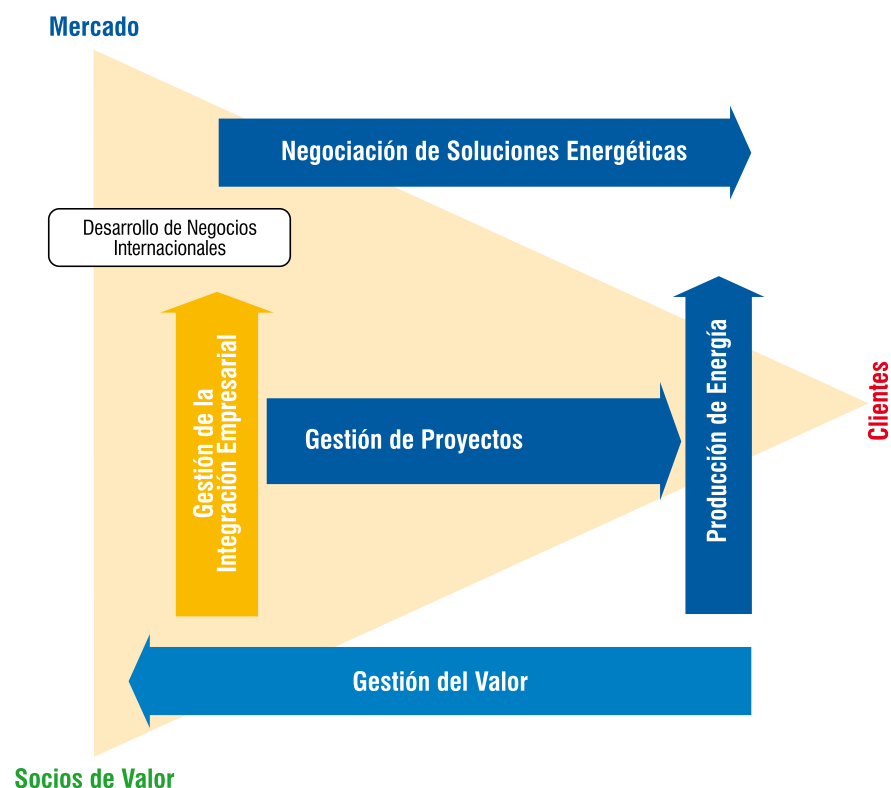 Mercado
Negociación de Soluciones Energéticas
Desarrollo de Negocios
Internacionales
Gestión de la
Integración Empresarial
Gestión de Proyectos
Producción de Energía
Clientes
Gestión del Valor
Socios de Valor